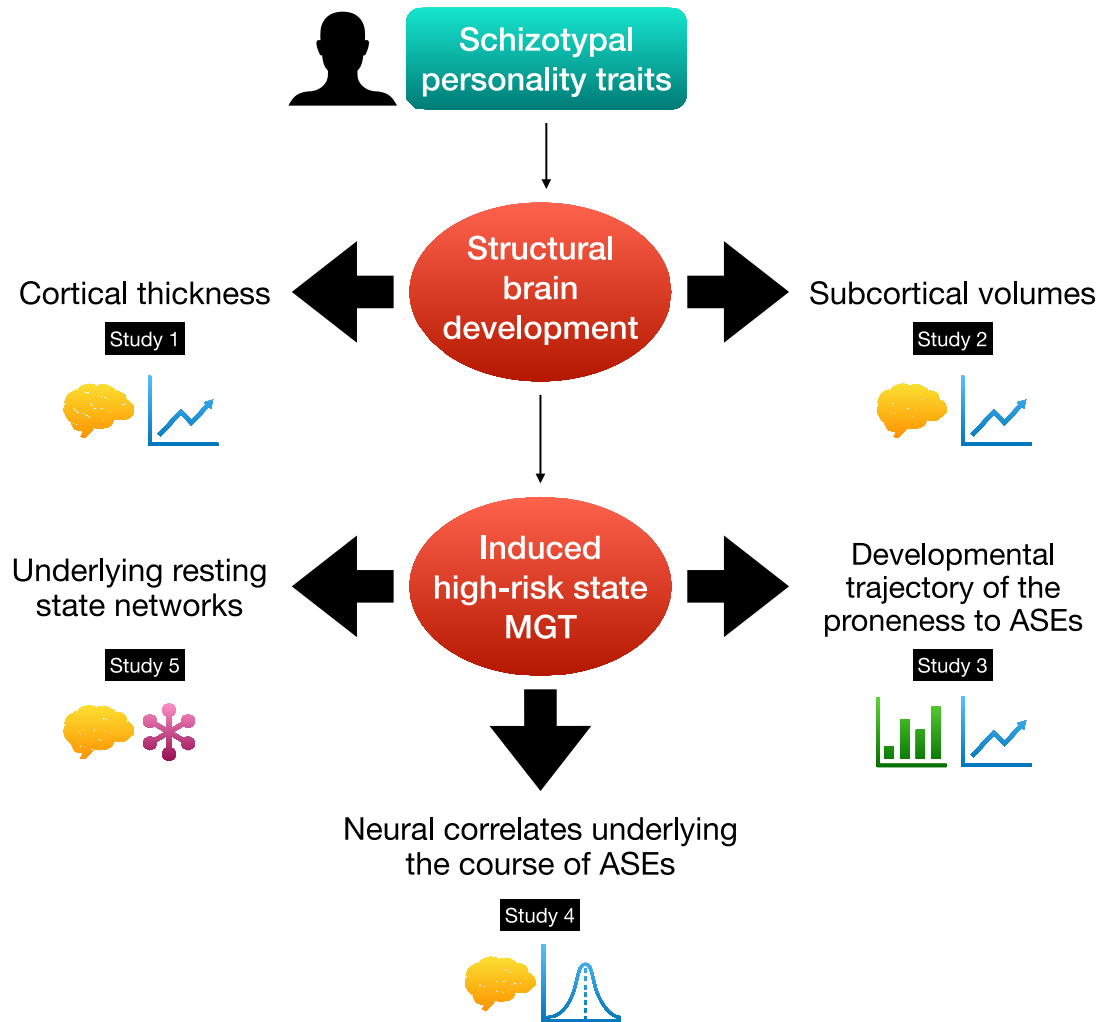 Schizotypal
personality traits
Structural
brain
development
Cortical thickness
Study 1
Subcortical volumes
Study 2
Induced
high-risk state
MGT
Underlying resting
state networks
Study 5
Developmental
trajectory of the
proneness to ASEs
Study 3
Neural correlates underlying
the course of ASEs
Study 4